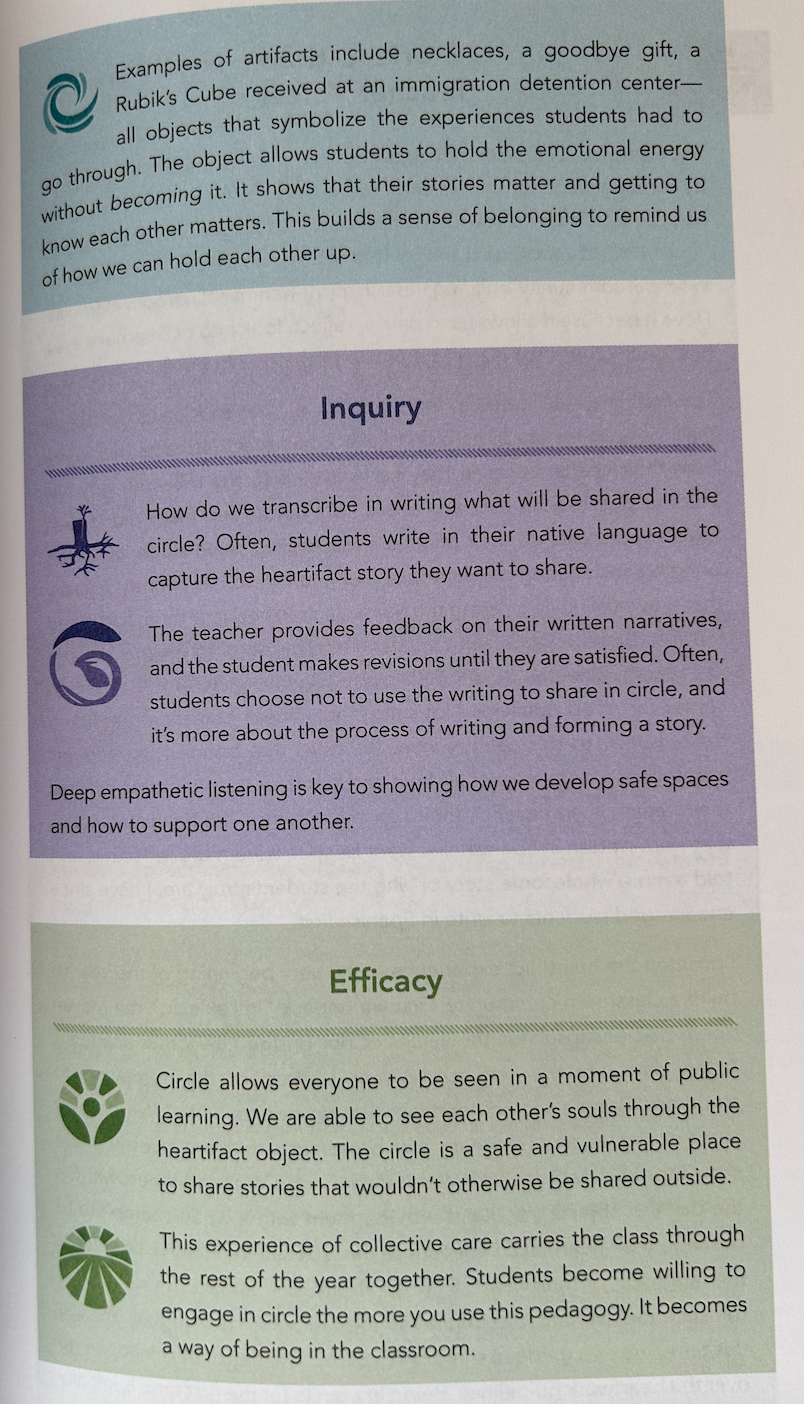 Examples of artifacts include necklaces, a goodbye gift, a
Rubik's Cube received at an immigration detention center—
all objects that symbolize the experiences students had to
go through. The object allows students to hold the emotional energy
without becoming it. It shows that their stories matter and getting to
know each other matters. This builds a sense of belonging to remind us
of how we can hold each other up.
Inquiry
How do we transcribe in writing what will be shared in the
circle? Often, students write in their native language to
capture the heartifact story they want to share.
The teacher provides feedback on their written narratives,
and the student makes revisions until they are satisfied. Often,
students choose not to use the writing to share in circle, and
it's more about the process of writing and forming a story.
Deep empathetic listening is key to showing how we develop safe spaces
and how to support one another.
Efficacy
Circle allows everyone to be seen in a moment of public
learning. We are able to see each other's souls through the
heartifact object. The circle is a safe and vulnerable place
to share stories that wouldn't otherwise be shared outside.
This experience of collective care carries the class through
the rest of the year together. Students become willing to
engage in circle the more you use this pedagogy. It becomes
a way of being in the classroom.